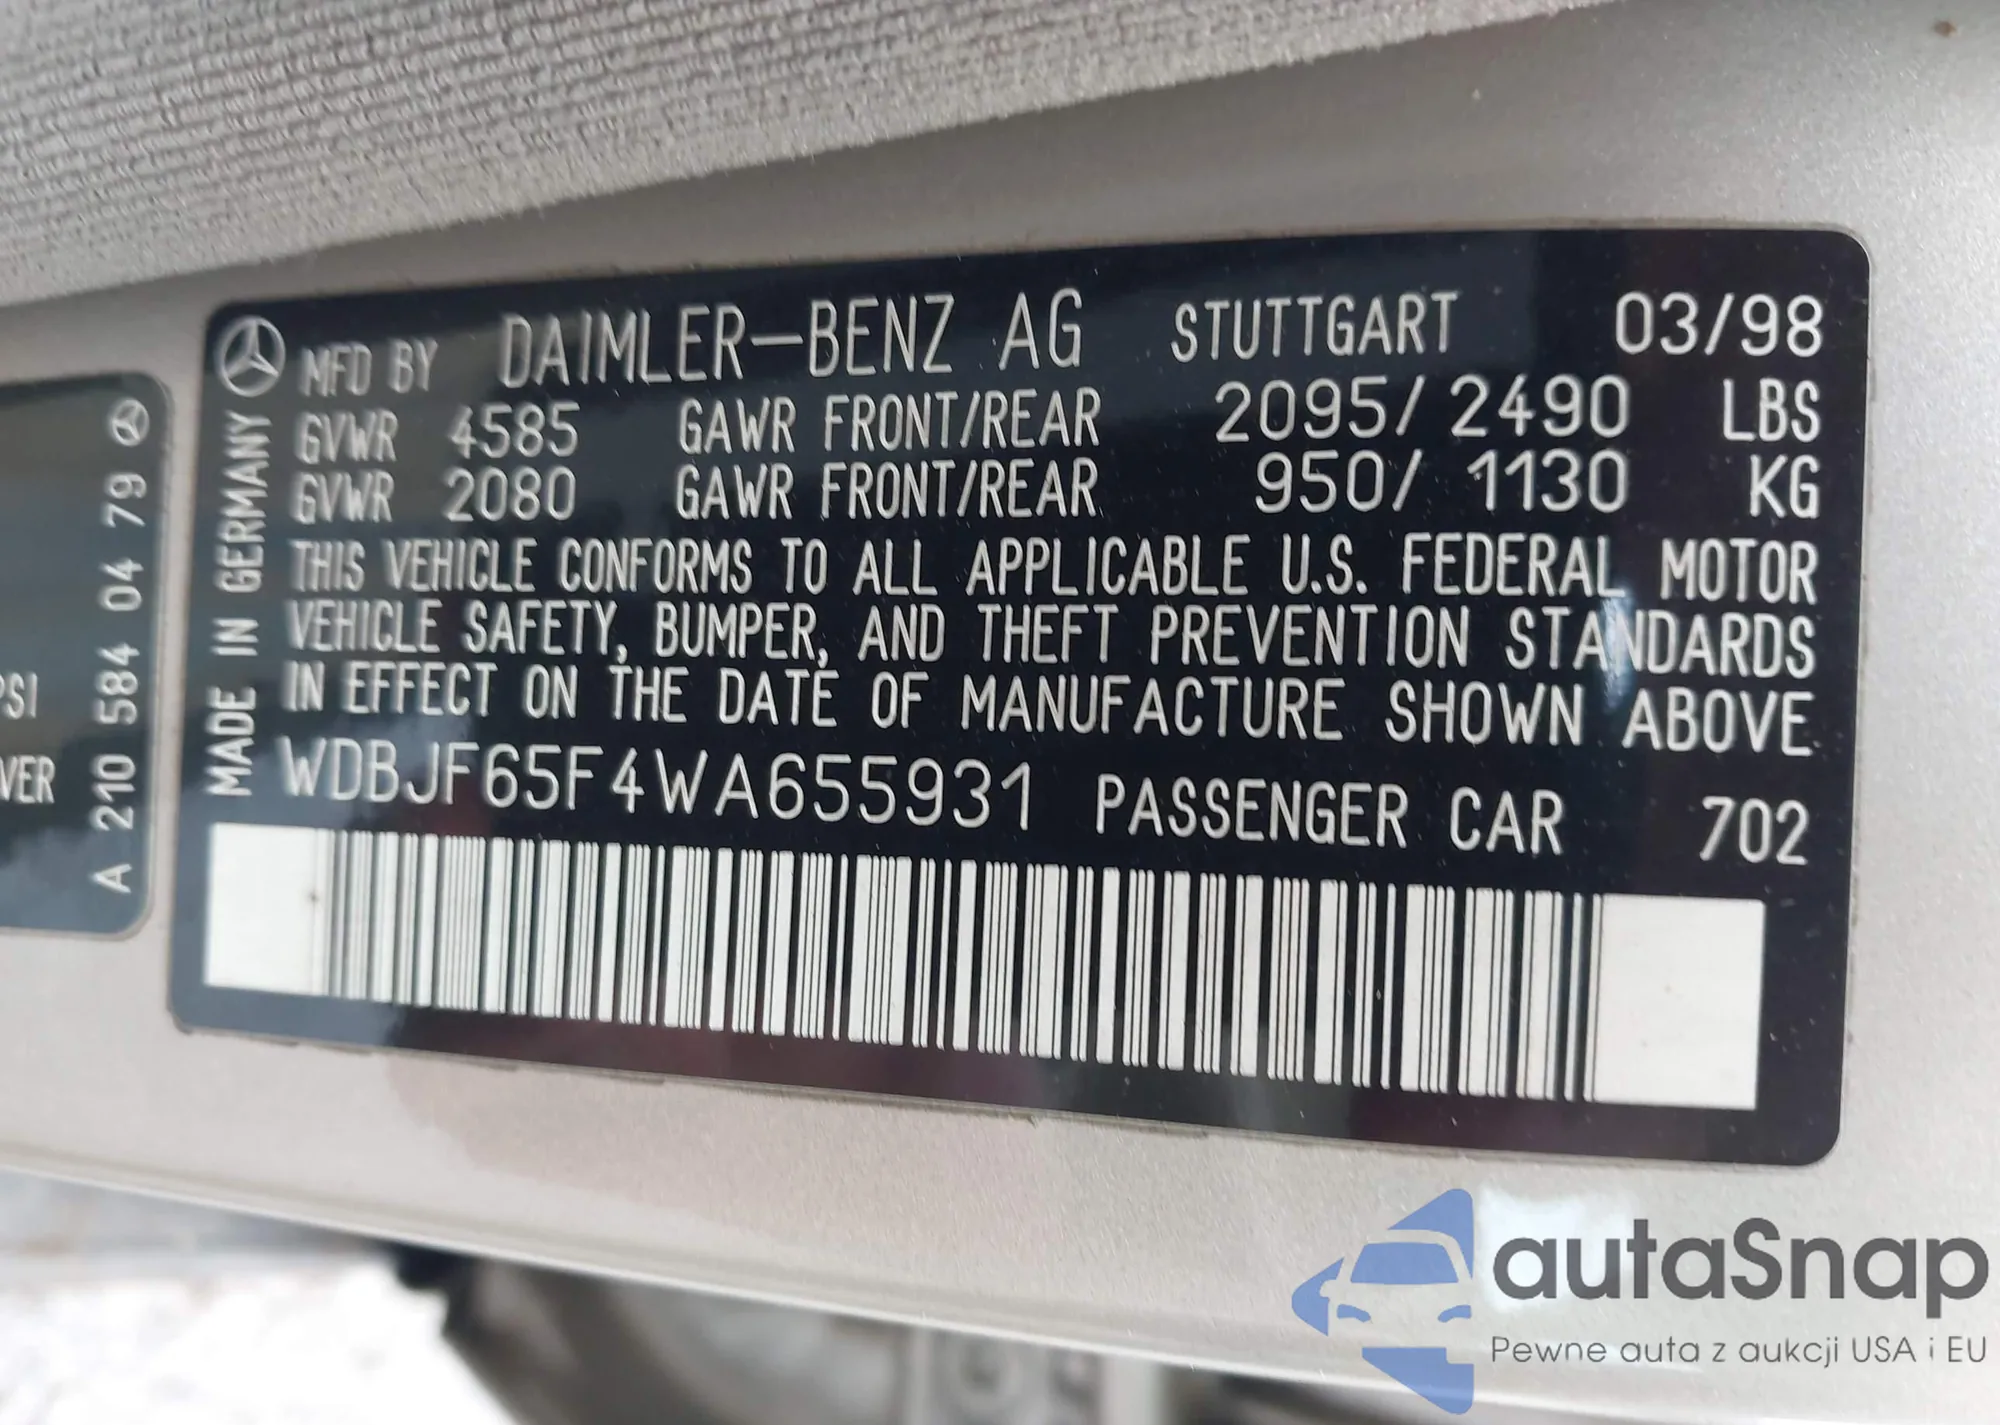 MFD BY DAIMLER-BENZ AG STUTTGART 03/98
GVWR 4585 GAWR FRONT/REAR 2095/2490 LBS
GVWR 2080 GAWR FRONT/REAR 950/1130 KG
THIS VEHICLE CONFORMS TO ALL APPLICABLE U.S. FEDERAL MOTOR
VEHICLE SAFETY, BUMPER, AND THEFT PREVENTION STANDARDS
IN EFFECT ON THE DATE OF MANUFACTURE SHOWN ABOVE.
WDBJF65F4WA655931 PASSENGER CAR 702
MADE IN GERMANY
A 210 584 04 79
PSI
VER
autaSnap
Pewne auta z aukcji USA i EU